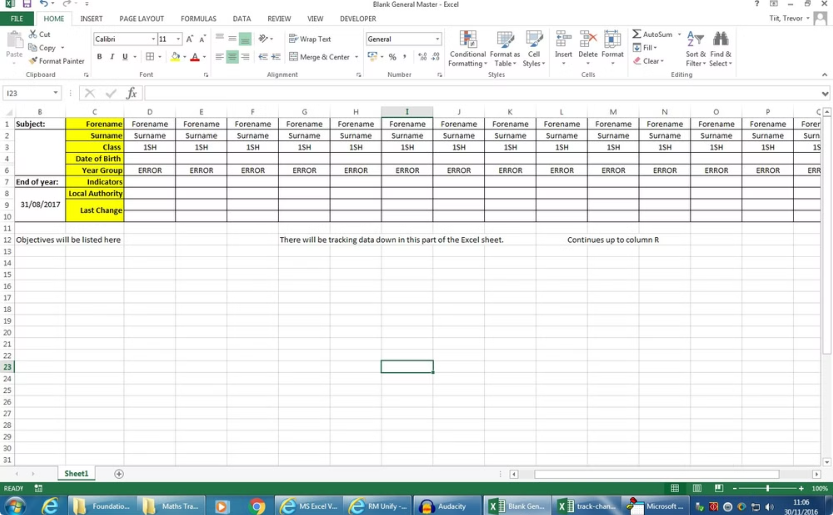 Blank General Master - Excel
FILE HOME INSERT PAGE LAYOUT FORMULAS DATA REVIEW VIEW DEVELOPER Tilt, Trevor
Cut Calibri 11 Wrap Text General AutoSum
Copy Fill
Paste Format Painter B I U Merge & Center % Conditional Formatting Format as Table Cell Styles Insert Delete Format Clear Sort & Filter Find & Select
Clipboard Font Alignment Number Styles Cells Editing
I23 fx
B C D E F G H I J K L M N O P
1 Subject: Forename Forename Forename Forename Forename Forename Forename Forename Forename Forename Forename Forename Forename Forename Forer
2 Surname Surname Surname Surname Surname Surname Surname Surname Surname Surname Surname Surname Surname Surname Surn
3 Class 1SH 1SH 1SH 1SH 1SH 1SH 1SH 1SH 1SH 1SH 1SH 1SH 1SH 1S
4 Date of Birth
6 Year Group ERROR ERROR ERROR ERROR ERROR ERROR ERROR ERROR ERROR ERROR ERROR ERROR ERROR ERR
7 End of year: Indicators
8 Local Authority
9 31/08/2017 Last Change
10
11
12 Objectives will be listed here There will be tracking data down in this part of the Excel sheet. Continues up to column R
13
14
15
16
17
18
19
20
21
22
23
24
25
26
27
28
29
30
31
Sheet1
READY 100%
Foundatio... Maths Tra... MS Excel V... RM Unify -... Audacity Blank Gen... track-chan... Microsoft ... 11:06
30/11/2016